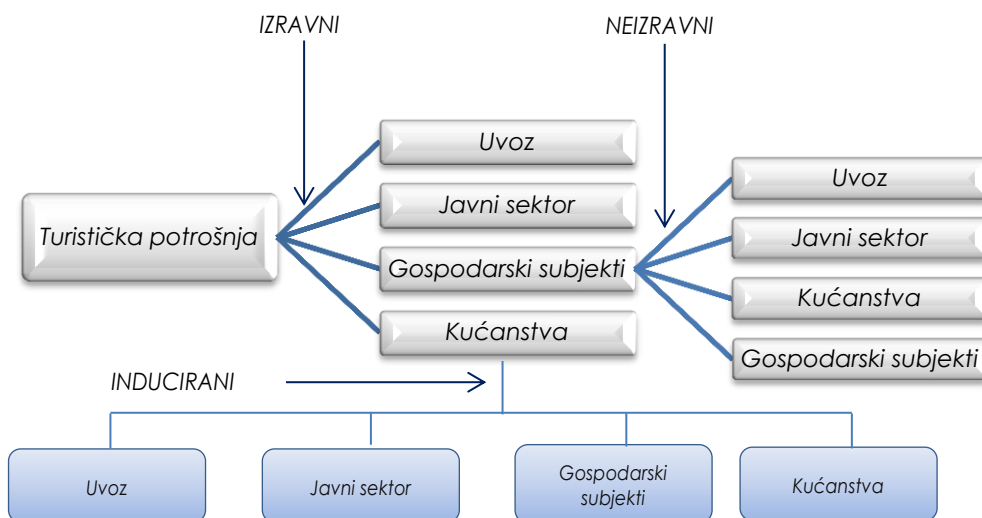 IZRAVNI
NEIZRAVNI
Uvoz
Javni sektor
Turistička potrošnja
Gospodarski subjekti
Kućanstva
Uvoz
Javni sektor
Kućanstva
Gospodarski subjekti
INDUCIRANI
Uvoz
Javni sektor
Gospodarski
subjekti
Kućanstva